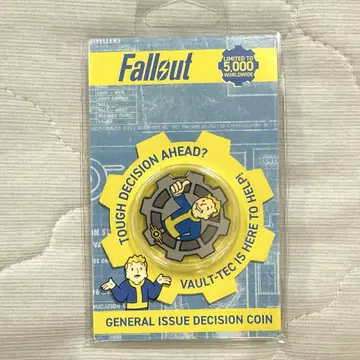 Fallout
LIMITED TO
5,000
WORLDWIDE
TOUGH DECISION AHEAD?
VAULT-TEC IS HERE TO HELP!
GENERAL ISSUE DECISION COIN